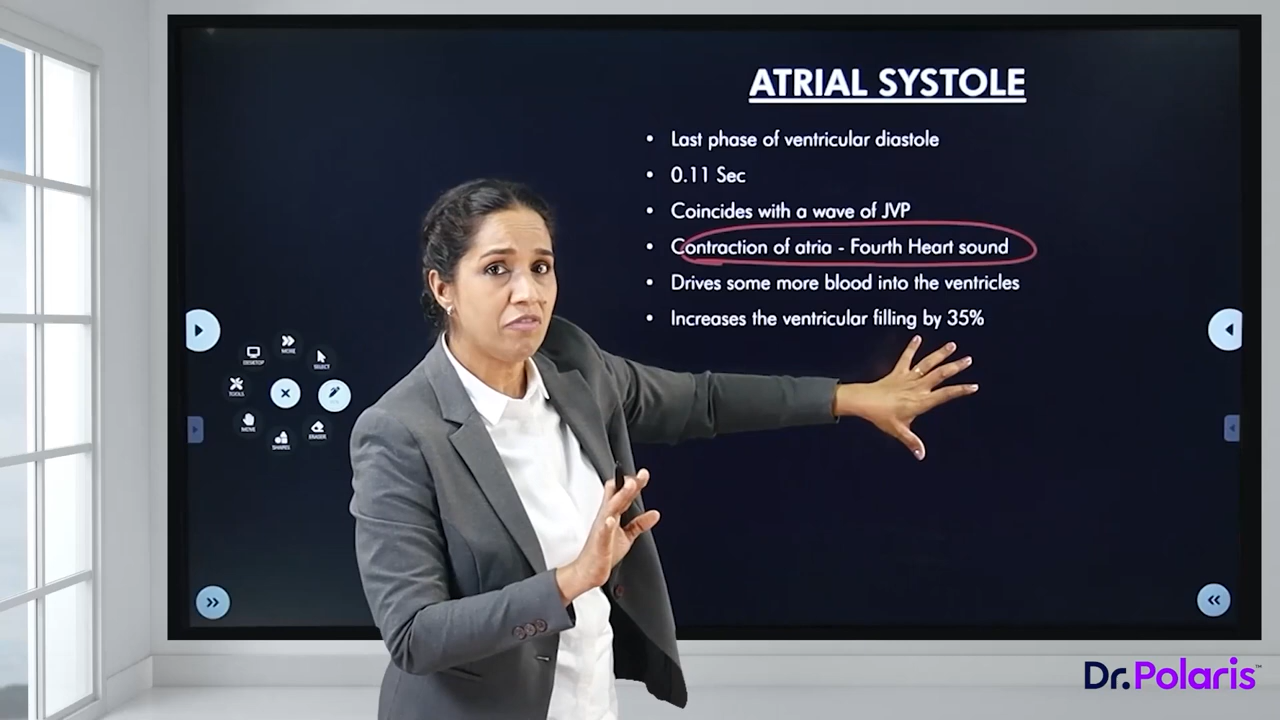 ATRIAL SYSTOLE
• Last phase of ventricular diastole
• 0.11 Sec
• Coincides with a wave of JVP
• Contraction of atria - Fourth Heart sound
• Drives some more blood into the ventricles
• Increases the ventricular filling by 35%
MORE
DESKTOP
SELECT
TOOLS
MOVE
ERASER
SHAPES
Dr.Polaris™